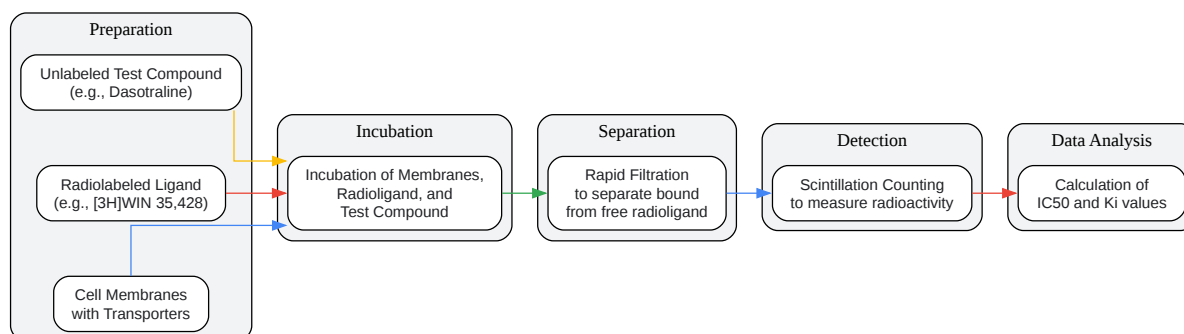 Preparation
Unlabeled Test Compound
(e.g., Dasotraline)
Radiolabeled Ligand
(e.g., [3H]WIN 35,428)
Cell Membranes
with Transporters
Incubation
Incubation of Membranes,
Radioligand, and
Test Compound
Separation
Rapid Filtration
to separate bound
from free radioligand
Detection
Scintillation Counting
to measure radioactivity
Data Analysis
Calculation of
IC50 and Ki values